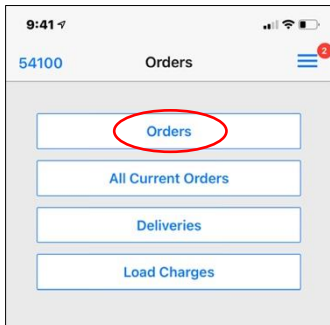 9:41
2
54100 Orders
Orders
All Current Orders
Deliveries
Load Charges